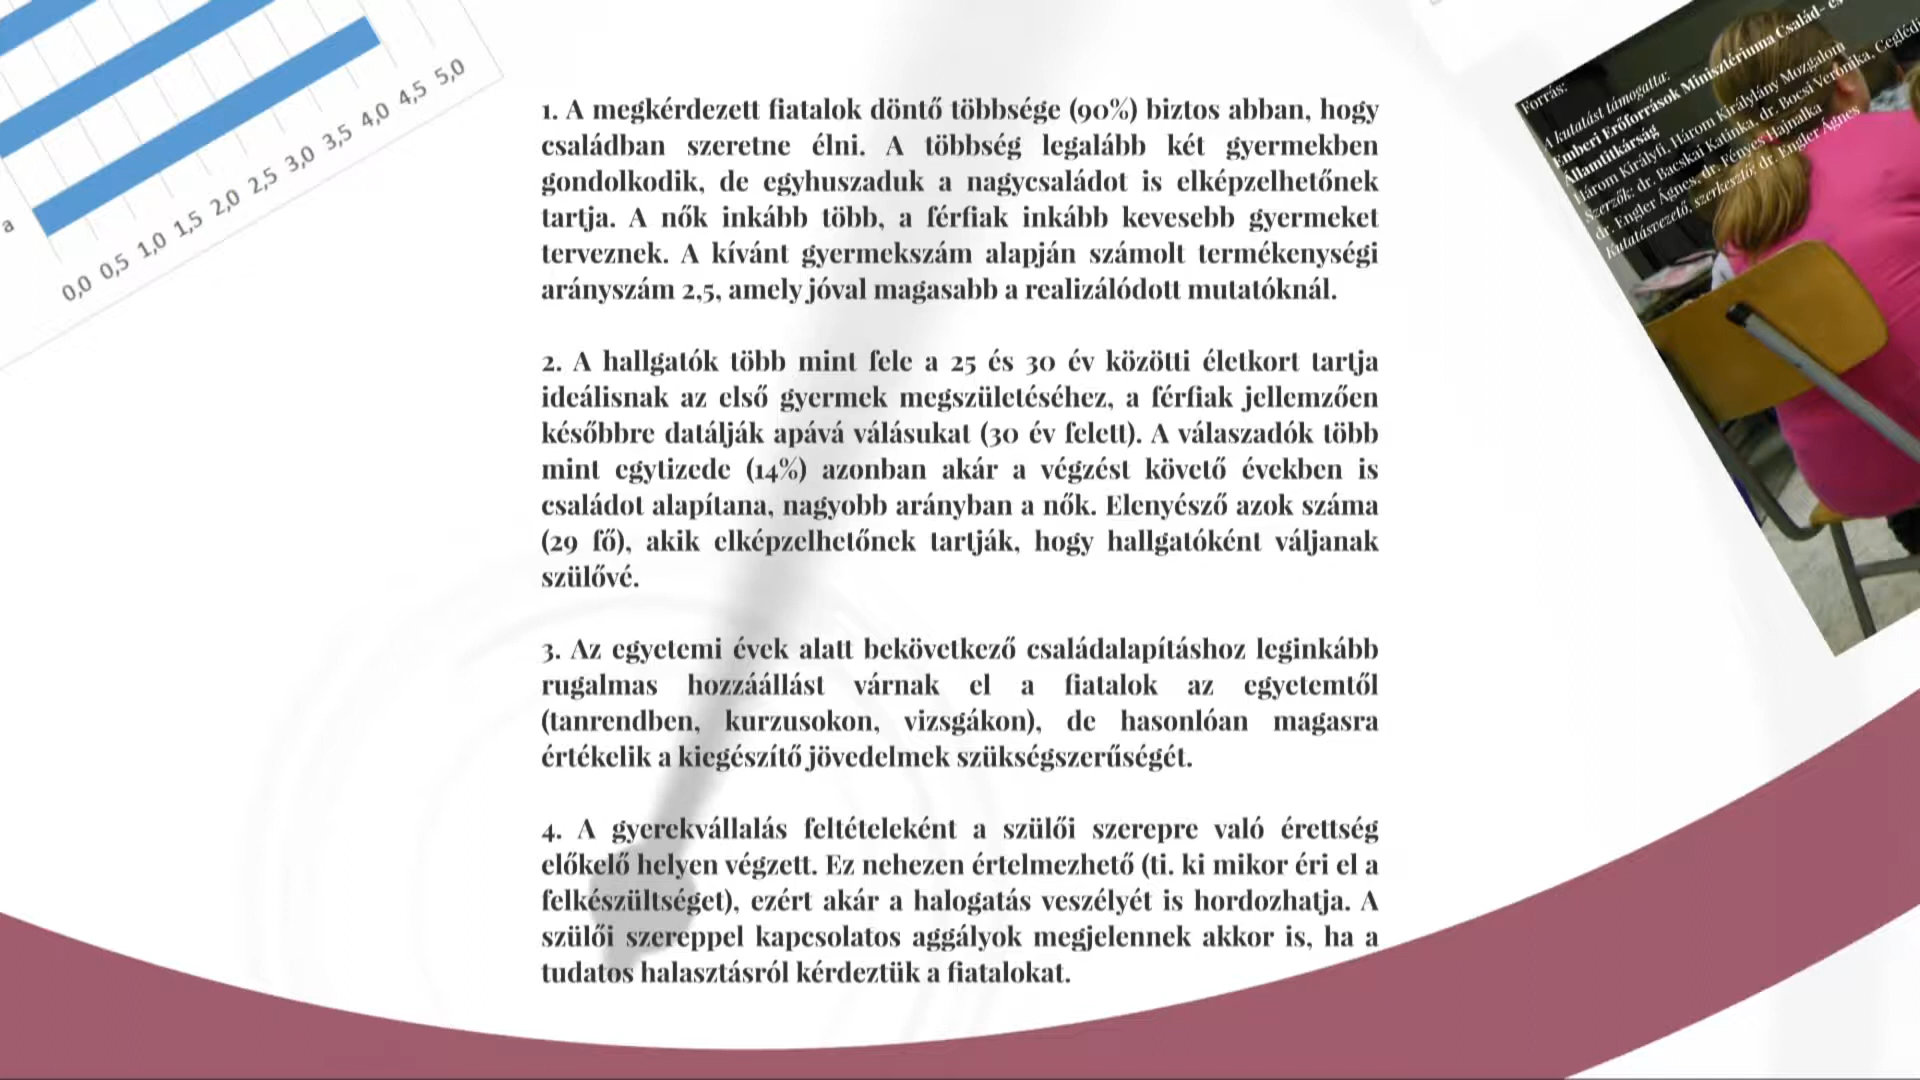 1. A megkérdezett fiatalok döntő többsége (90%) biztos abban, hogy
családban szeretne élni. A többség legalább két gyermekben
gondolkodik, de egyhuszaduk a nagycsaládot is elképzelhetőnek
tartja. A nők inkább több, a férfiak inkább kevesebb gyermeket
terveznek. A kívánt gyermekszám alapján számolt termékenységi
arányszám 2,5, amely jóval magasabb a realizálódott mutatóknál.
2. A hallgatók több mint fele a 25 és 30 év közötti életkort tartja
ideálisnak az első gyermek megszületéséhez, a férfiak jellemzően
későbbre datálják apává válásukat (30 év felett). A válaszadók több
mint egytizede (14%) azonban akár a végzést követő években is
családot alapítana, nagyobb arányban a nők. Elenyésző azok száma
(29 fő), akik elképzelhetőnek tartják, hogy hallgatóként váljanak
szülővé.
3. Az egyetemi évek alatt bekövetkező családalapításhoz leginkább
rugalmas hozzáállást várnak el a fiatalok az egyetemtől
(tanrendben, kurzusokon, vizsgákon), de hasonlóan magasra
értékelik a kiegészítő jövedelmek szükségszerűségét.
4. A gyerekvállalás feltételeként a szülői szerepre való érettség
előkelő helyen végzett. Ez nehezen értelmezhető (ti. ki mikor éri el a
felkészültséget), ezért akár a halogatás veszélyét is hordozhatja. A
szülői szereppel kapcsolatos aggályok megjelennek akkor is, ha a
tudatos halasztásról kérdeztük a fiatalokat.
a
0,0 0,5 1,0 1,5 2,0 2,5 3,0 3,5 4,0 4,5 5,0
Forrás:
A kutatást támogatta:
Emberi Erőforrások Minisztériuma Család- és
Államtitkárság
Három Királyfi, Három Királylány Mozgalom
Szerzők: dr. Bacskai Katinka, dr. Bocsi Veronika, Ceglédi
dr. Engler Ágnes, dr. Fényes Hajnalka
Kutatásvezető, szerkesztő: dr. Engler Ágnes